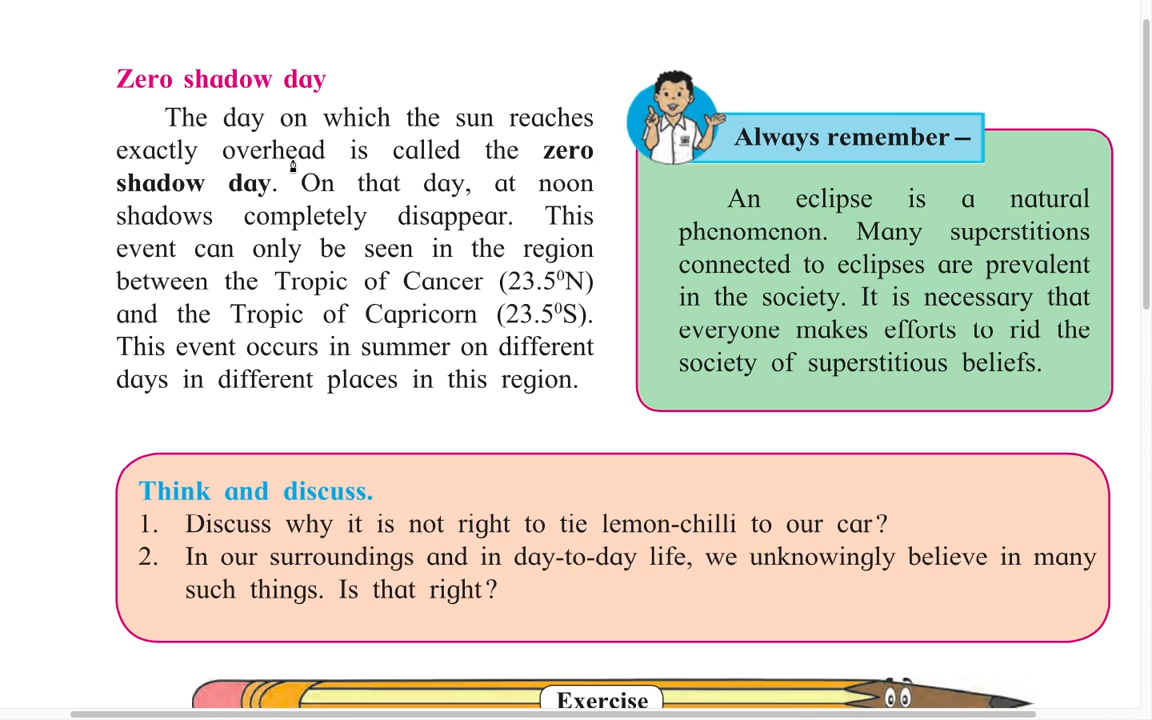 Zero shadow day
The day on which the sun reaches
exactly overhead is called the zero
shadow day. On that day, at noon
shadows completely disappear. This
event can only be seen in the region
between the Tropic of Cancer (23.5⁰N)
and the Tropic of Capricorn (23.5⁰S).
This event occurs in summer on different
days in different places in this region.
Always remember –
An eclipse is a natural
phenomenon. Many superstitions
connected to eclipses are prevalent
in the society. It is necessary that
everyone makes efforts to rid the
society of superstitious beliefs.
Think and discuss.
1. Discuss why it is not right to tie lemon-chilli to our car?
2. In our surroundings and in day-to-day life, we unknowingly believe in many
such things. Is that right?
Exercise